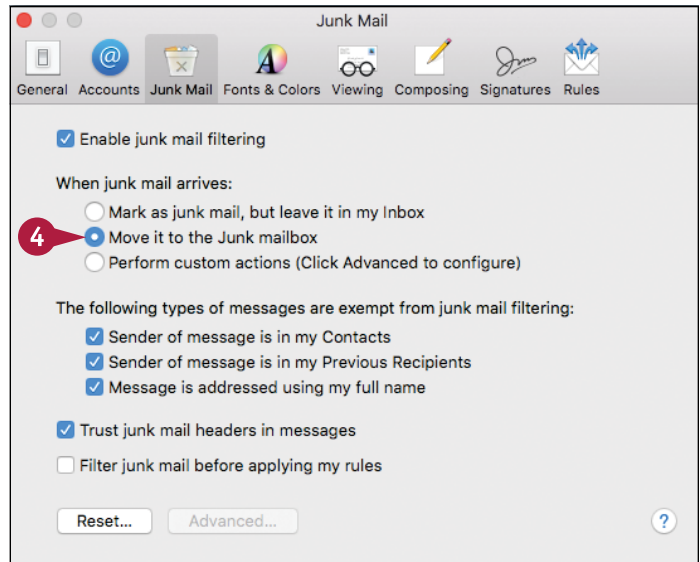 Junk Mail
General Accounts Junk Mail Fonts & Colors Viewing Composing Signatures Rules
Enable junk mail filtering
When junk mail arrives:
Mark as junk mail, but leave it in my Inbox
4 Move it to the Junk mailbox
Perform custom actions (Click Advanced to configure)
The following types of messages are exempt from junk mail filtering:
Sender of message is in my Contacts
Sender of message is in my Previous Recipients
Message is addressed using my full name
Trust junk mail headers in messages
Filter junk mail before applying my rules
Reset... Advanced... ?